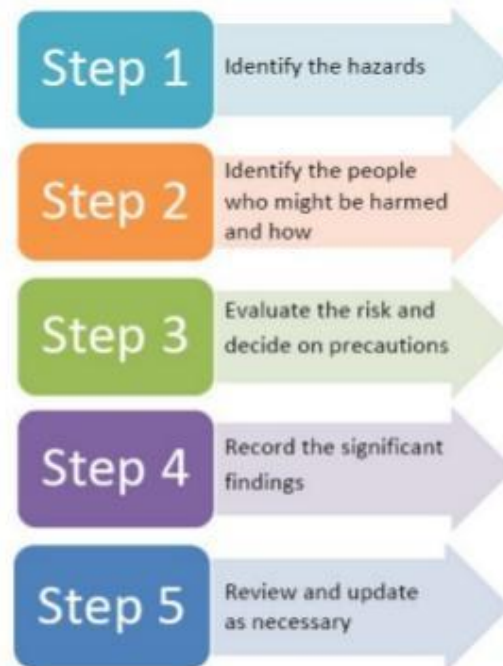 Step 1
Identify the hazards
Step 2
Identify the people
who might be harmed
and how
Step 3
Evaluate the risk and
decide on precautions
Step 4
Record the significant
findings
Step 5
Review and update
as necessary